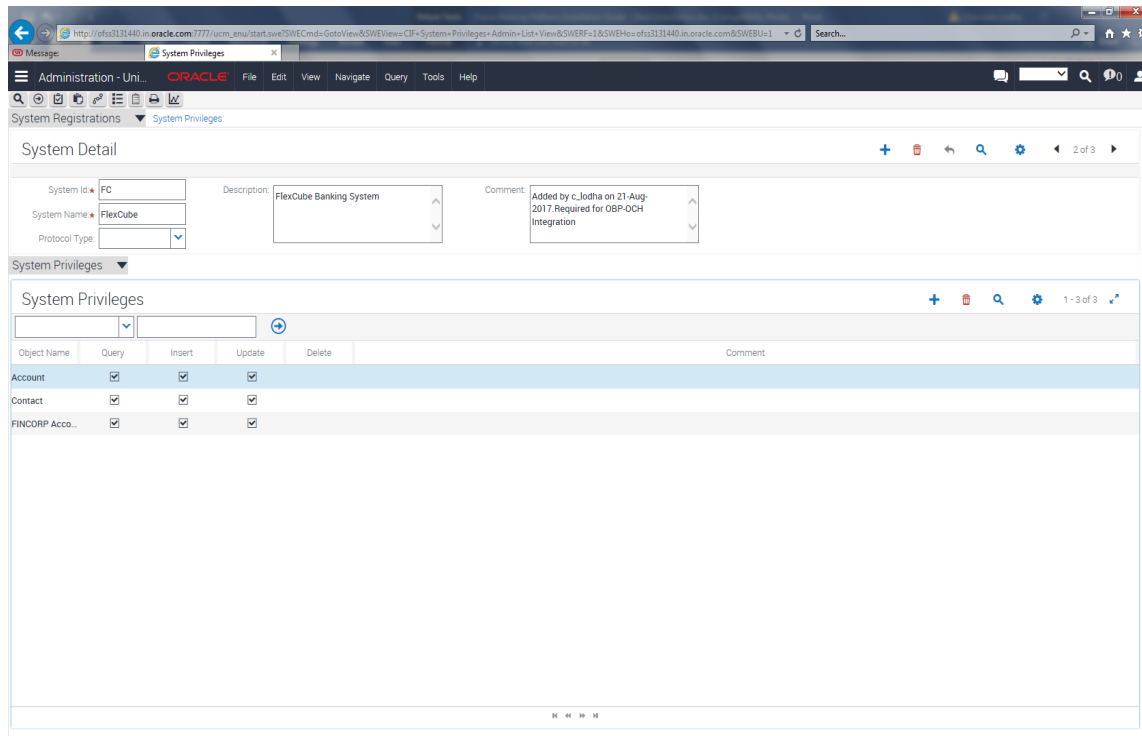 http://ofss3131440.in.oracle.com:7777/ucm_enu/start.swe?SWECmd=GotoView&SWEView=CIF+System+Privileges+Admin+List+View&SWERF=1&SWEHo=ofss3131440.in.oracle.com&SWEBU=1 Search...
Message: System Privileges
Administration - Uni... ORACLE File Edit View Navigate Query Tools Help 0
System Registrations System Privileges:
System Detail 2 of 3
System Id:★ FC Description: FlexCube Banking System Comment: Added by c_lodha on 21-Aug-
2017.Required for OBP-OCH
Integration
System Name:★ FlexCube
Protocol Type:
System Privileges
System Privileges 1 - 3 of 3
Object Name Query Insert Update Delete Comment
Account
Contact
FINCORP Acco...